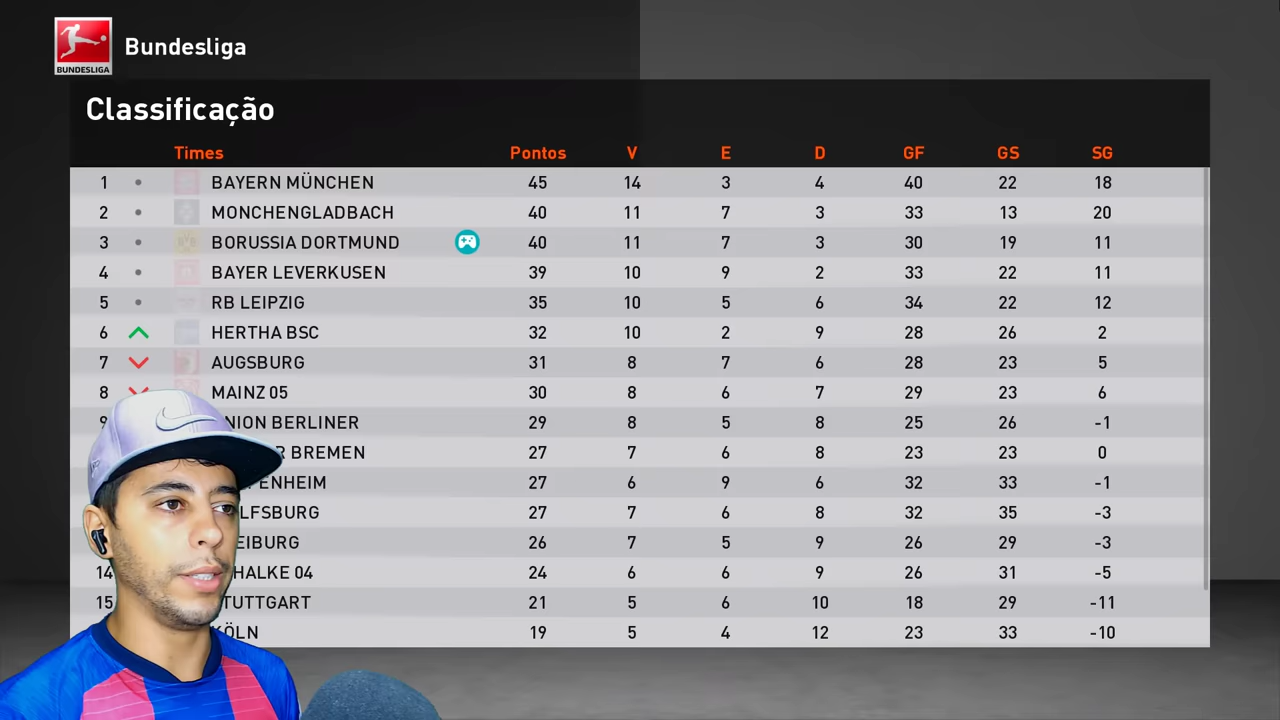 Bundesliga
BUNDESLIGA
Classificação
Times Pontos V E D GF GS SG
1 BAYERN MÜNCHEN 45 14 3 4 40 22 18
2 MONCHENGLADBACH 40 11 7 3 33 13 20
3 BORUSSIA DORTMUND 40 11 7 3 30 19 11
4 BAYER LEVERKUSEN 39 10 9 2 33 22 11
5 RB LEIPZIG 35 10 5 6 34 22 12
6 HERTHA BSC 32 10 2 9 28 26 2
7 AUGSBURG 31 8 7 6 28 23 5
8 MAINZ 05 30 8 6 7 29 23 6
9 NION BERLINER 29 8 5 8 25 26 -1
R BREMEN 27 7 6 8 23 23 0
ENHEIM 27 6 9 6 32 33 -1
LFSBURG 27 7 6 8 32 35 -3
EIBURG 26 7 5 9 26 29 -3
14 HALKE 04 24 6 6 9 26 31 -5
15 TUTTGART 21 5 6 10 18 29 -11
KÖLN 19 5 4 12 23 33 -10